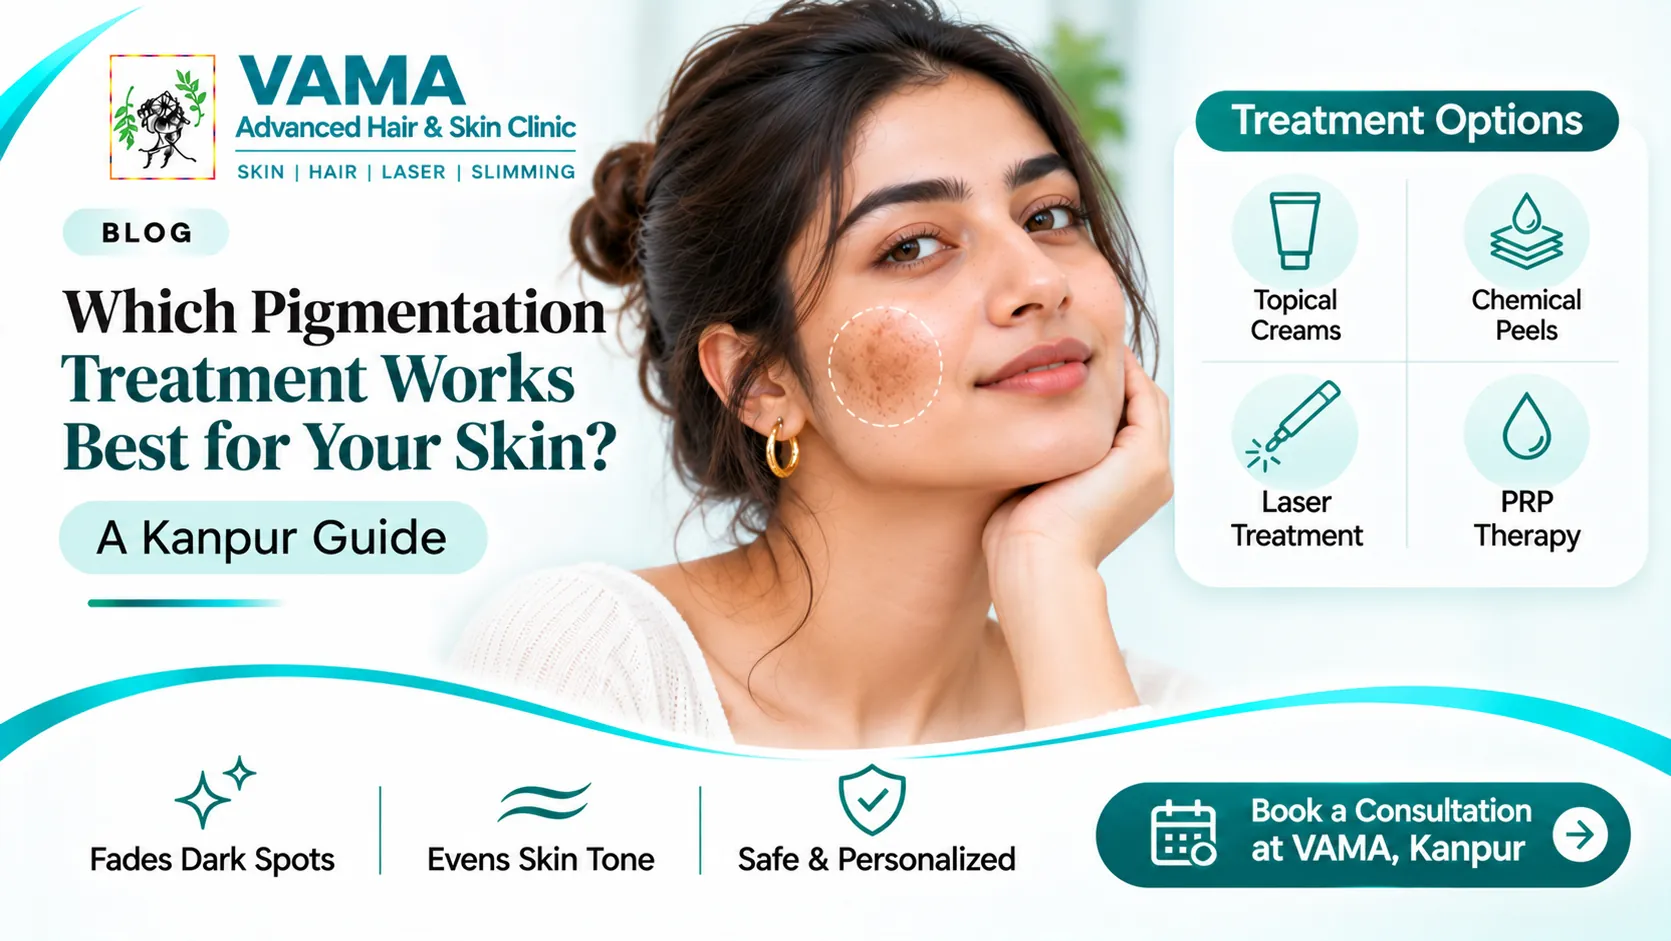 VAMA
Advanced Hair & Skin Clinic
SKIN | HAIR | LASER | SLIMMING
BLOG
Which Pigmentation
Treatment Works
Best for Your Skin?
A Kanpur Guide
Treatment Options
Topical
Creams
Chemical
Peels
Laser
Treatment
PRP
Therapy
Fades Dark Spots
Evens Skin Tone
Safe & Personalized
Book a Consultation
at VAMA, Kanpur